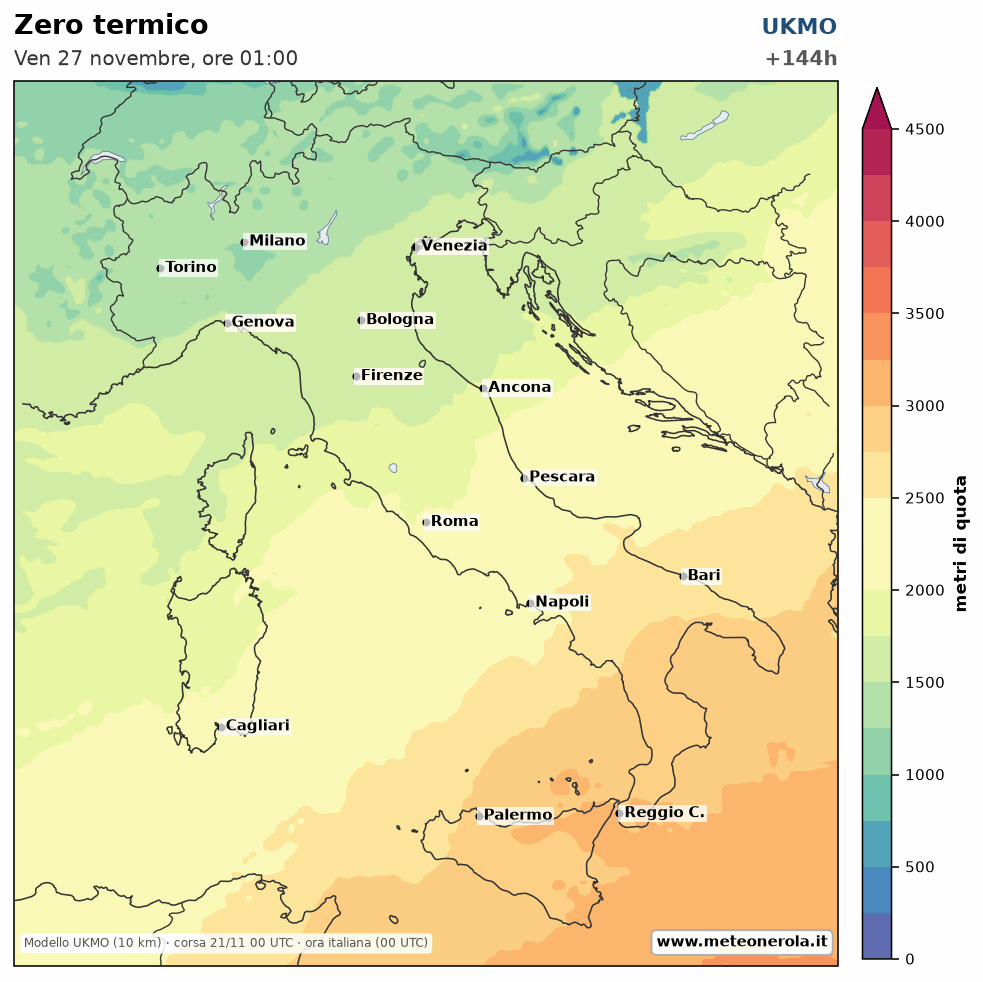 Zero termico
UKMO
Ven 27 novembre, ore 01:00
+144h
4500
4000
3500
3000
2500
2000
1500
1000
500
0
metri di quota
Milano
Venezia
Torino
Genova
Bologna
Firenze
Ancona
Pescara
Roma
Bari
Napoli
Cagliari
Palermo
Reggio C.
Modello UKMO (10 km) · corsa 21/11 00 UTC · ora italiana (00 UTC)
www.meteonerola.it